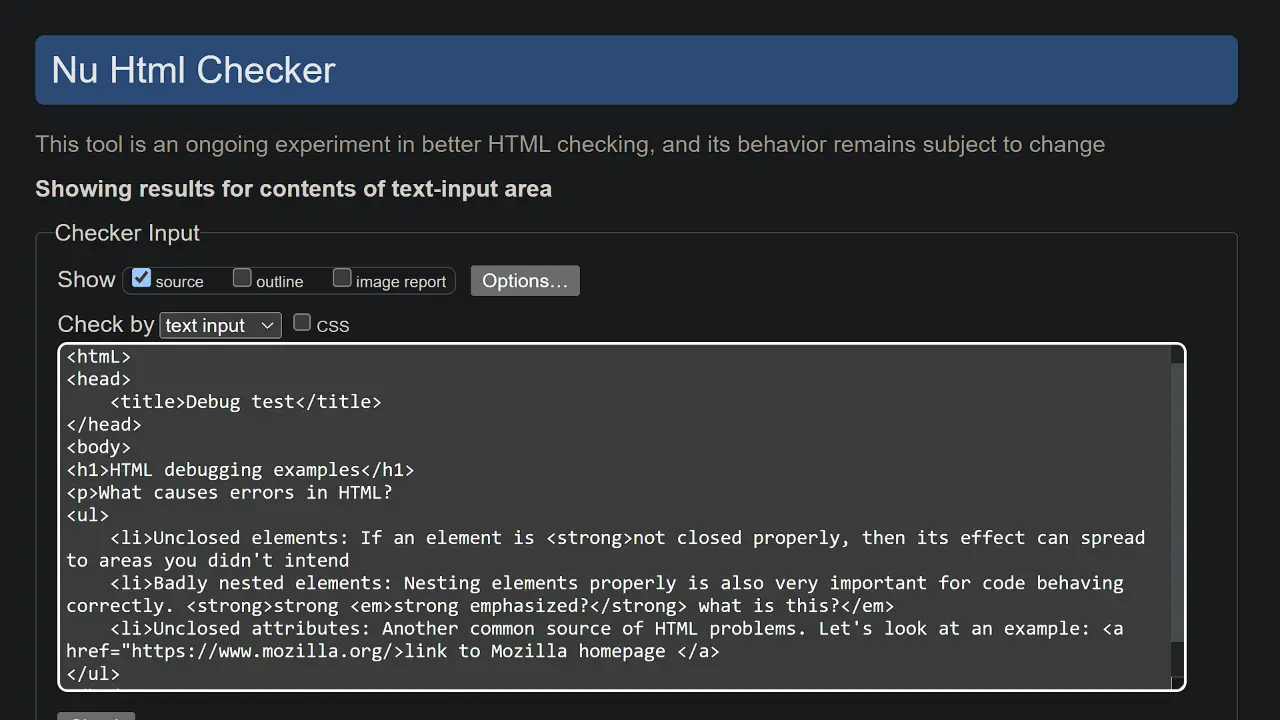 Nu Html Checker
This tool is an ongoing experiment in better HTML checking, and its behavior remains subject to change
Showing results for contents of text-input area
Checker Input
Show source outline image report Options...
Check by text input CSS
<htmL>
<head>
    <title>Debug test</title>
</head>
<body>
<h1>HTML debugging examples</h1>
<p>What causes errors in HTML?
<ul>
    <li>Unclosed elements: If an element is <strong>not closed properly, then its effect can spread
to areas you didn't intend
    <li>Badly nested elements: Nesting elements properly is also very important for code behaving
correctly. <strong>strong <em>strong emphasized?</strong> what is this?</em>
    <li>Unclosed attributes: Another common source of HTML problems. Let's look at an example: <a
href="https://www.mozilla.org/>link to Mozilla homepage </a>
</ul>